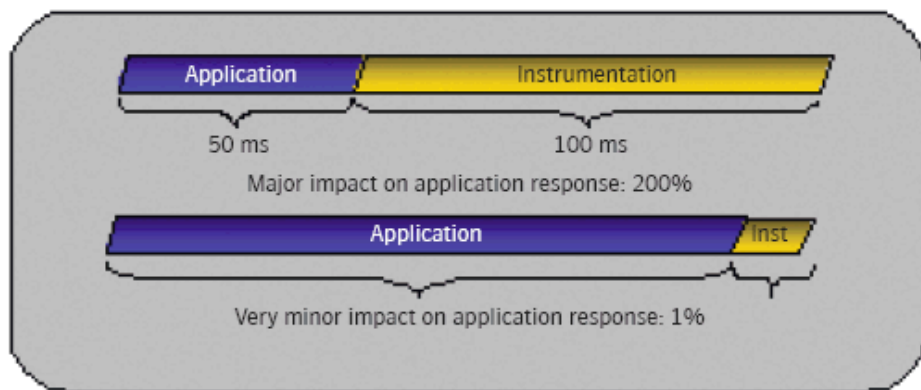 Application Instrumentation
50 ms 100 ms
Major impact on application response: 200%
Application Inst
Very minor impact on application response: 1%